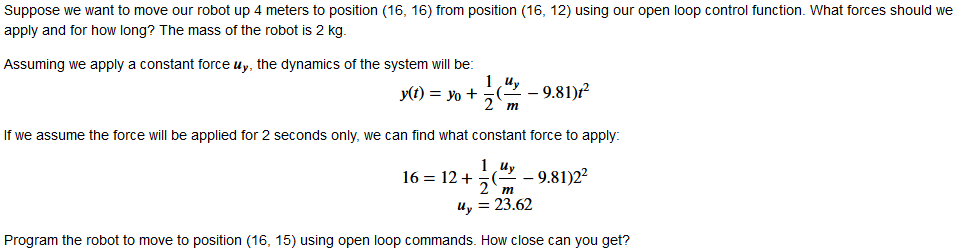 Suppose we want to move our robot up 4 meters to position (16, 16) from position (16, 12) using our open loop control function. What forces should we
apply and for how long? The mass of the robot is 2 kg.
Assuming we apply a constant force u_y, the dynamics of the system will be:
y(t) = y_0 + \frac{1}{2}(\frac{u_y}{m} − 9.81)t^2
If we assume the force will be applied for 2 seconds only, we can find what constant force to apply:
16 = 12 + \frac{1}{2}(\frac{u_y}{m} − 9.81)2^2
u_y = 23.62
Program the robot to move to position (16, 15) using open loop commands. How close can you get?